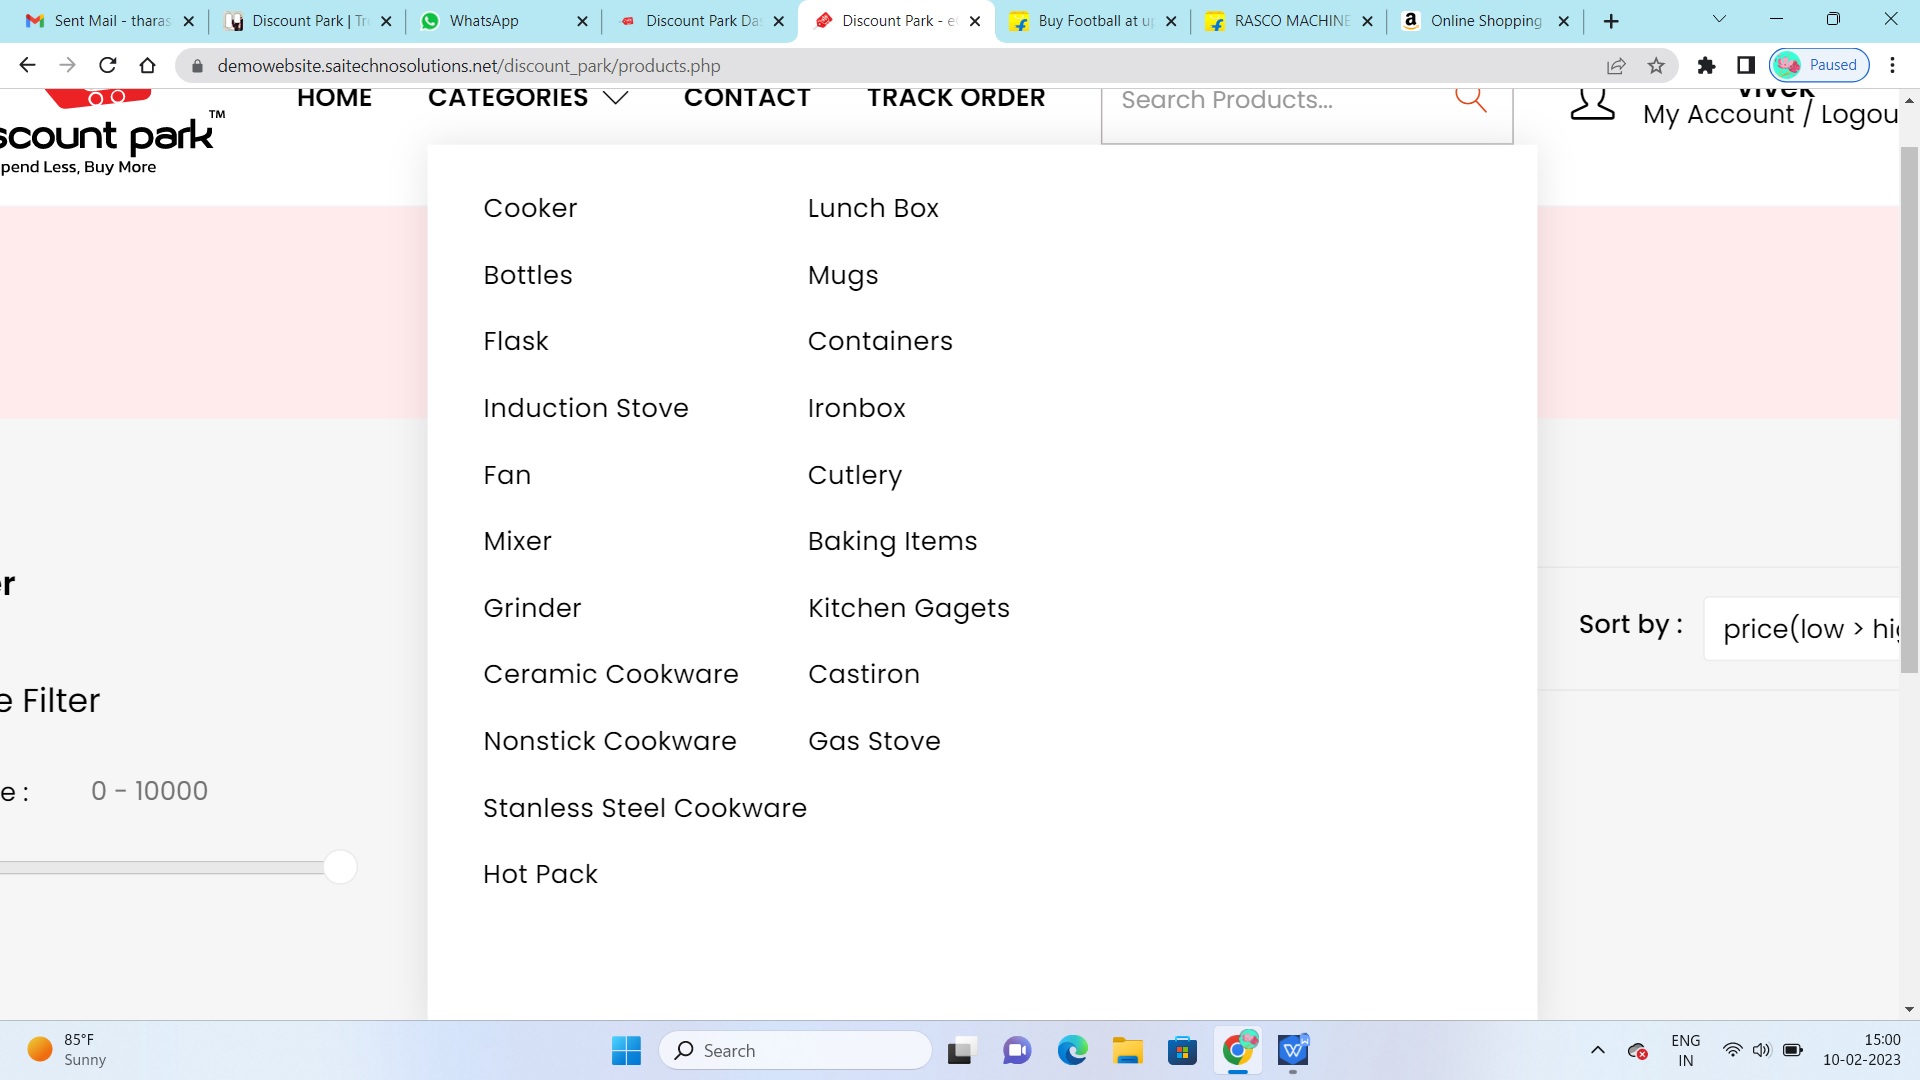 Sent Mail - tharas
Discount Park | Tr
WhatsApp
Discount Park Da
Discount Park - e
Buy Football at u
RASCO MACHINE
Online Shopping
demowebsite.saitechnosolutions.net/discount_park/products.php
Paused
HOME CATEGORIES CONTACT TRACK ORDER
Search Products...
vivek
My Account / Logou
scount park TM
pend Less, Buy More
Cooker Lunch Box
Bottles Mugs
Flask Containers
Induction Stove Ironbox
Fan Cutlery
Mixer Baking Items
Grinder Kitchen Gagets
Ceramic Cookware Castiron
Nonstick Cookware Gas Stove
Stanless Steel Cookware
Hot Pack
er
Sort by : price(low > hig
e Filter
e : 0 - 10000
85°F
Sunny
Search
ENG
IN
15:00
10-02-2023